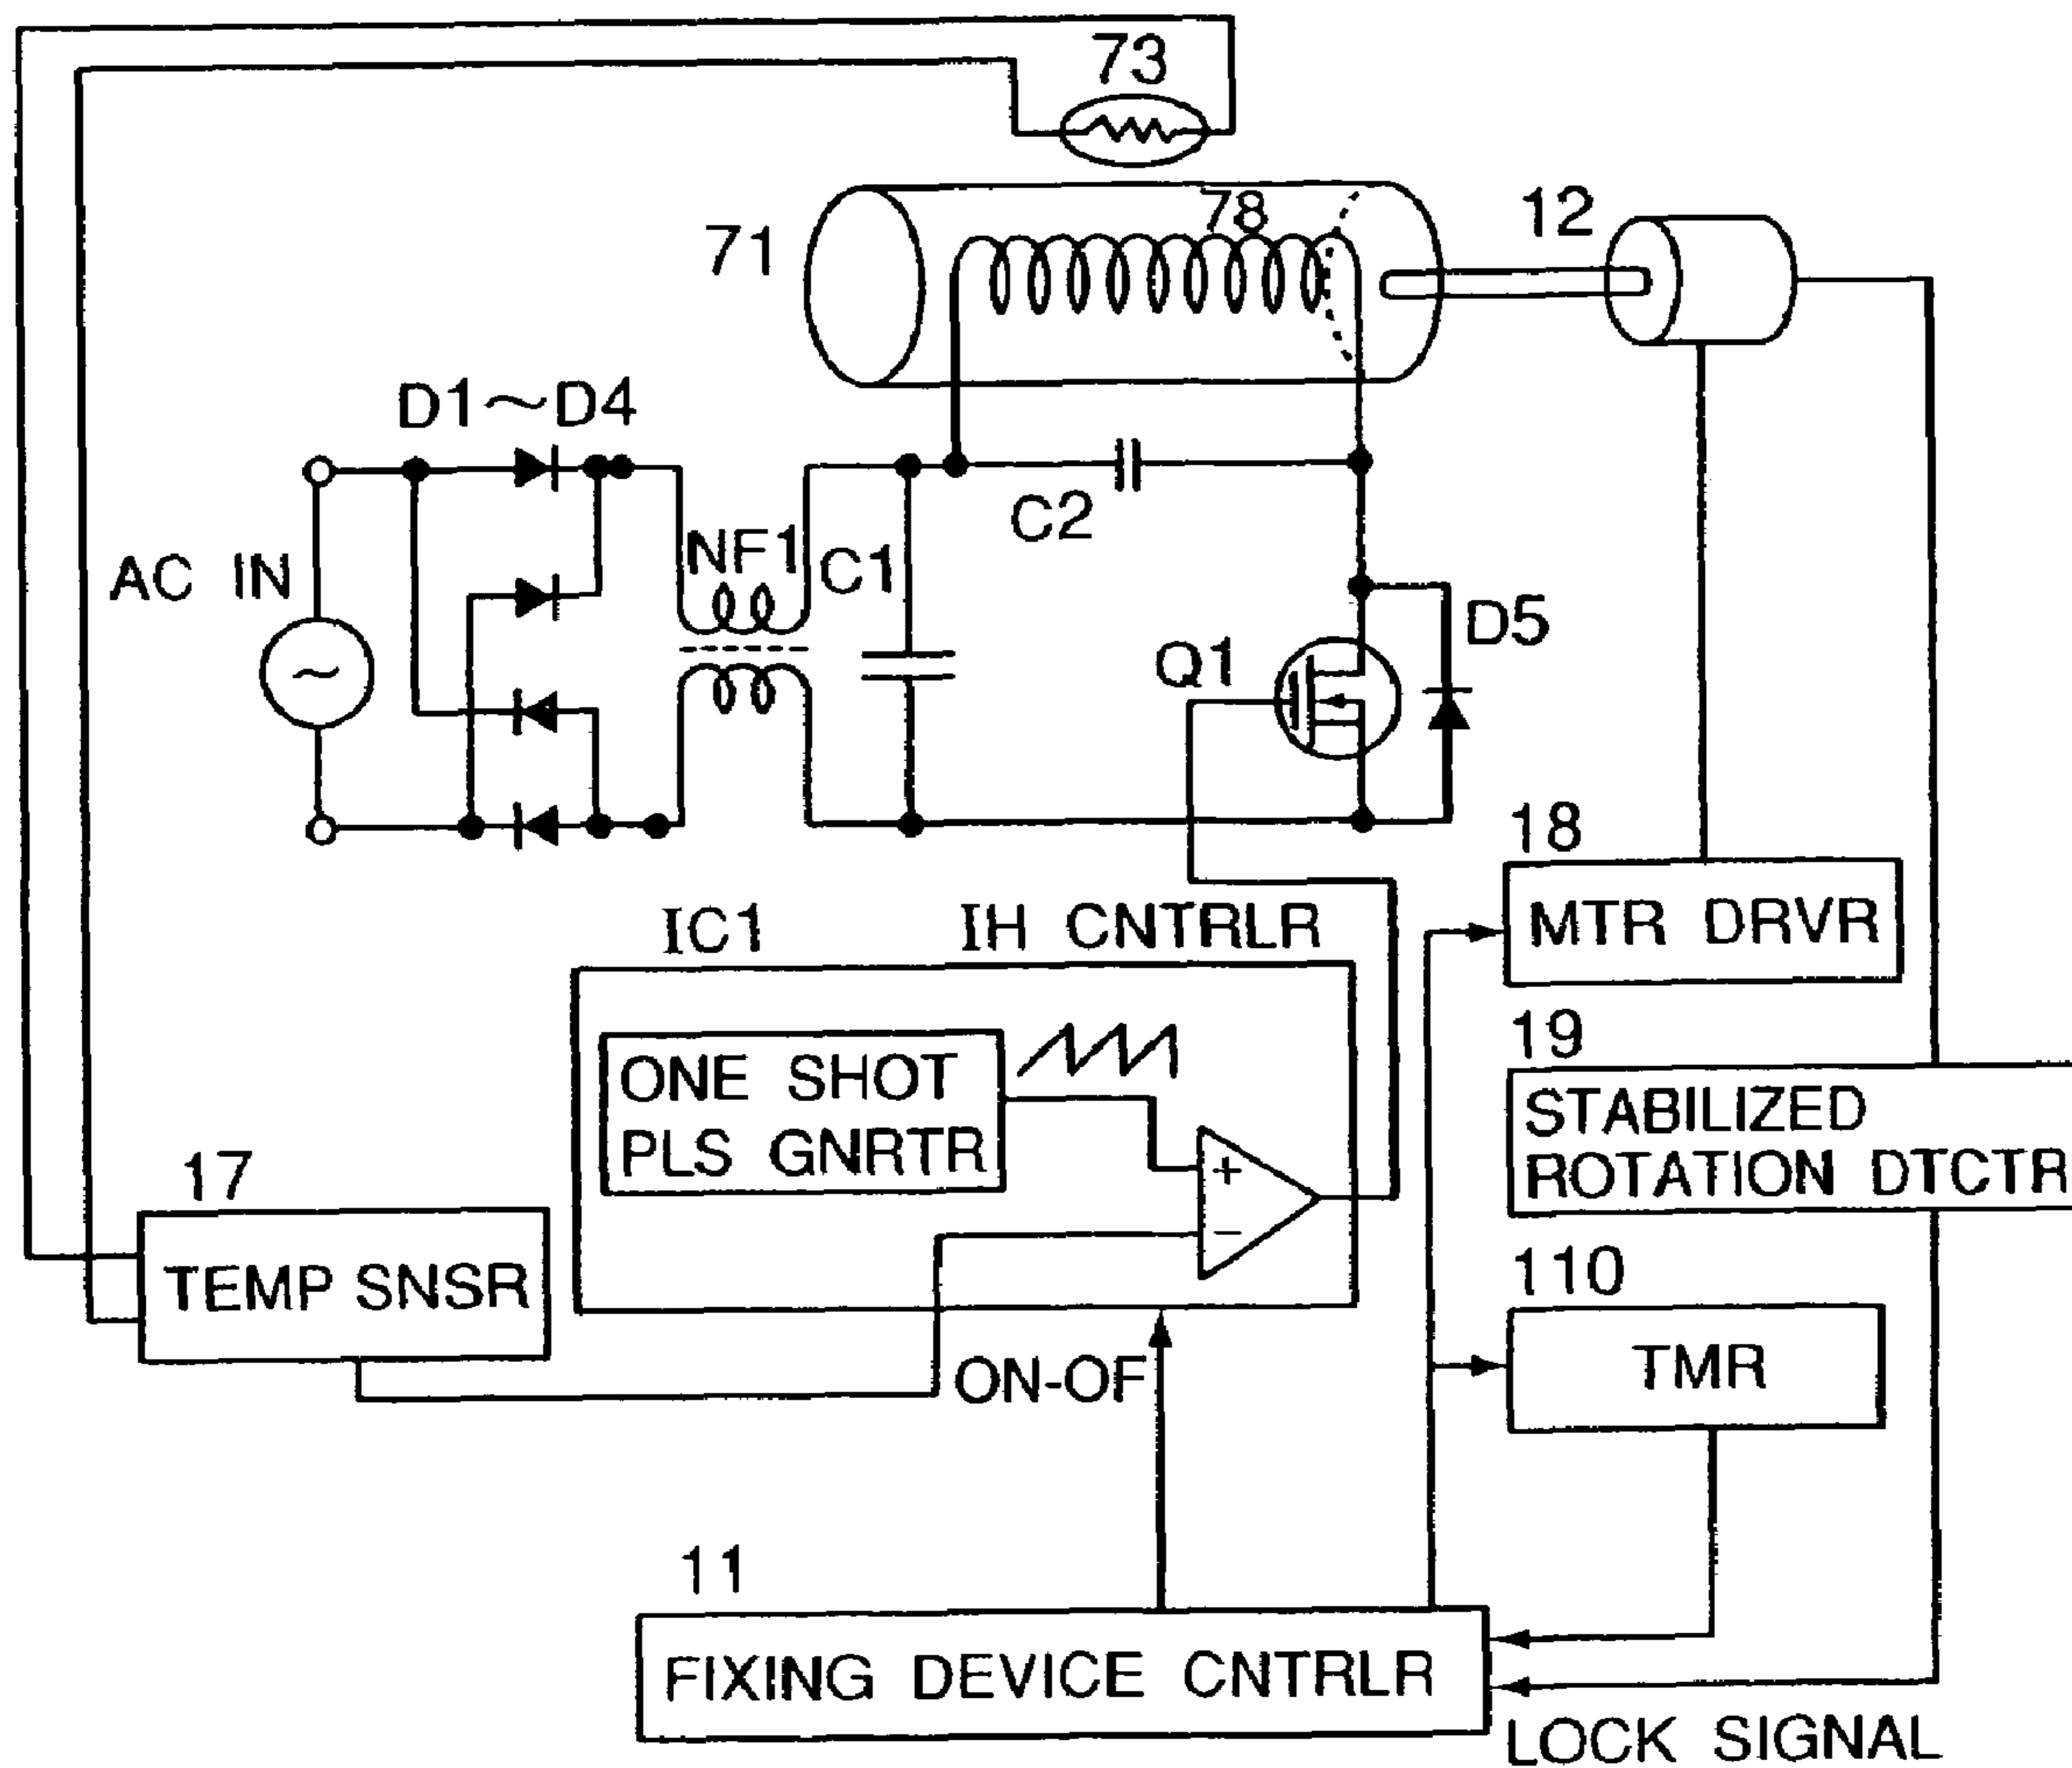 73
78
12
71
D1～D4
C2
NF1
C1
AC IN
D5
Q1
18
MTR DRVR
IC1 IH CNTRLR
19
ONE SHOT
PLS GNRTR
STABILIZED
ROTATION DTCTR
+
−
17
TEMP SNSR
110
TMR
ON-OF
11
FIXING DEVICE CNTRLR
LOCK SIGNAL